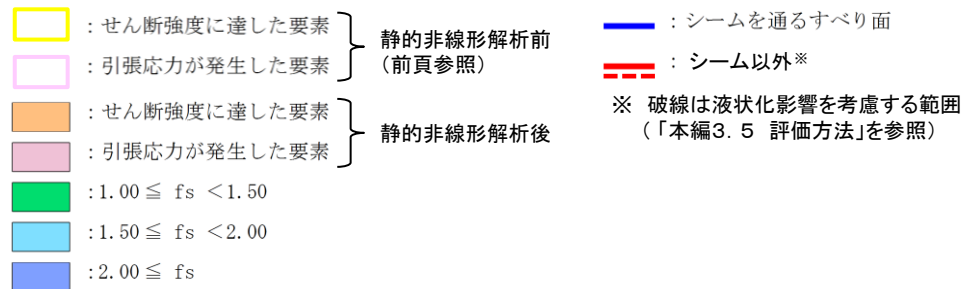 ：せん断強度に達した要素
：引張応力が発生した要素
静的非線形解析前
（前頁参照）
：せん断強度に達した要素
：引張応力が発生した要素
静的非線形解析後
:1.00≦ fs <1.50
:1.50≦ fs <2.00
:2.00≦ fs
：シームを通るすべり面
：シーム以外※
※ 破線は液状化影響を考慮する範囲
（「本編3．5 評価方法」を参照）